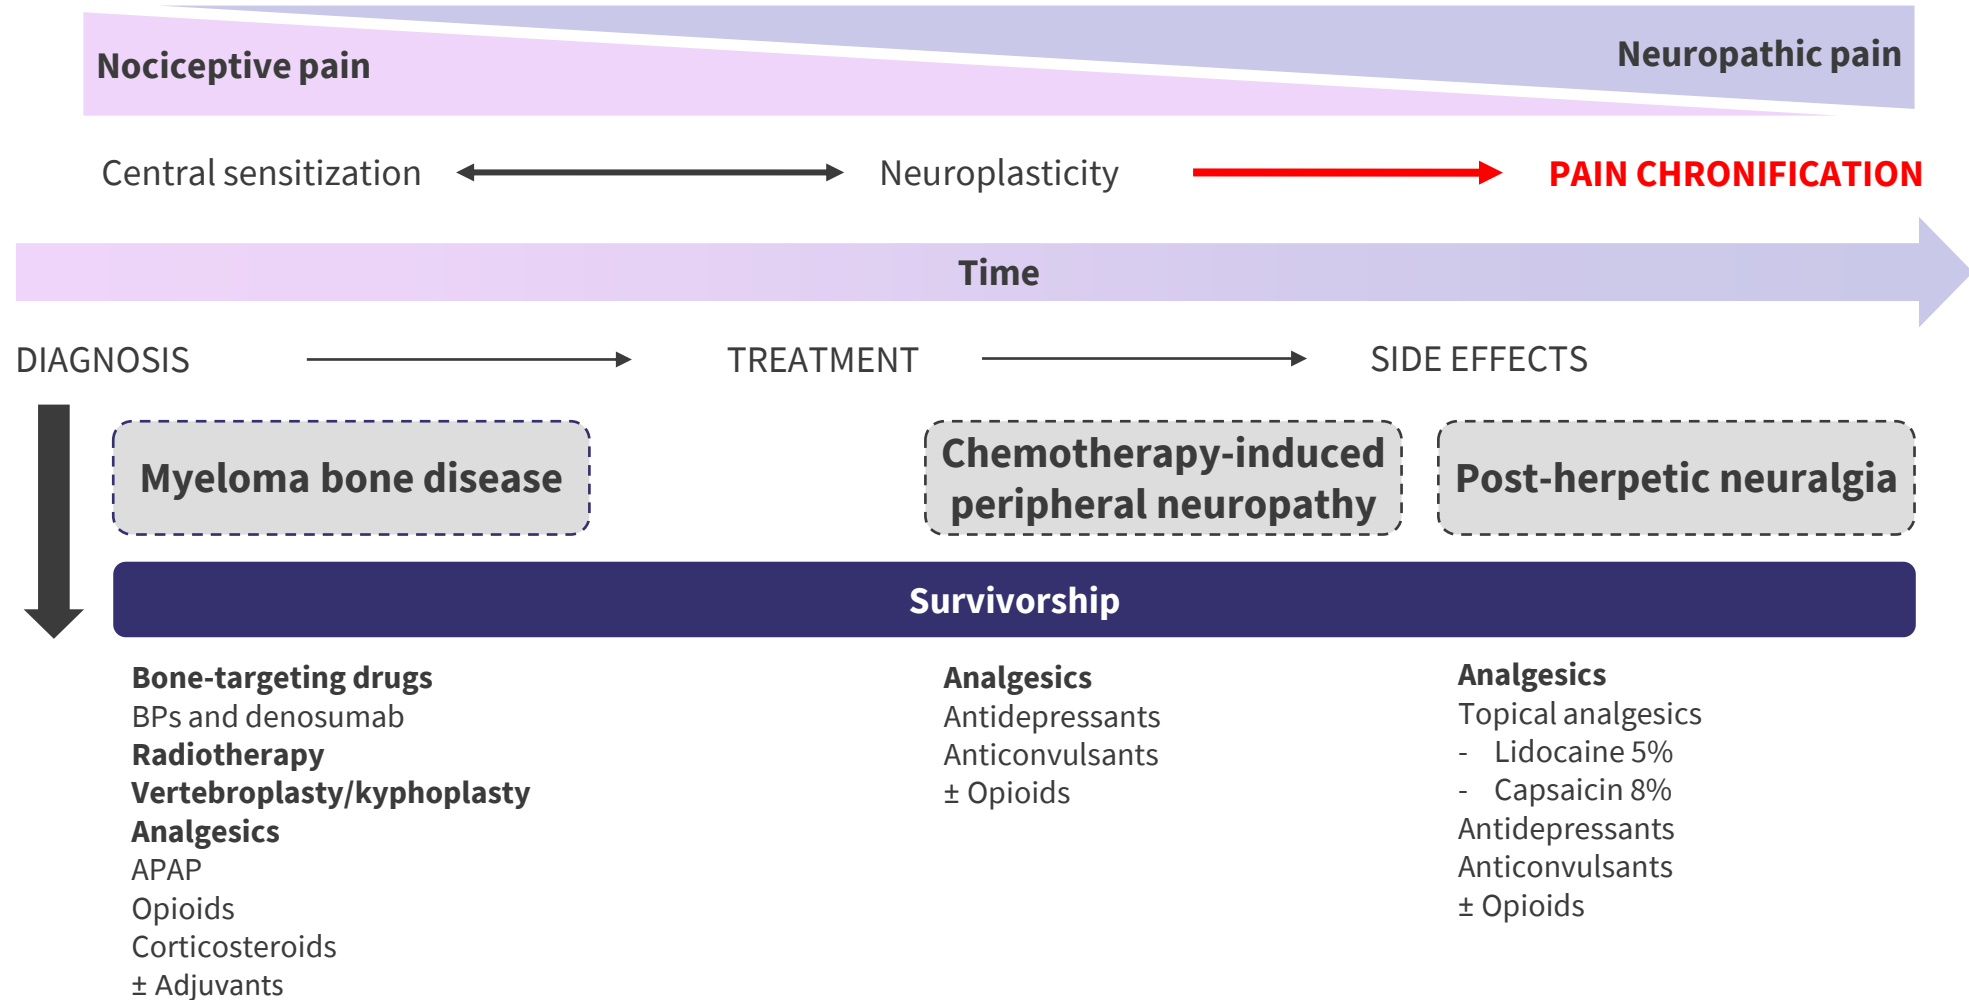 Nociceptive pain
Neuropathic pain
Central sensitization
Neuroplasticity
PAIN CHRONIFICATION
Time
DIAGNOSIS
TREATMENT
SIDE EFFECTS
Myeloma bone disease
Chemotherapy-induced
peripheral neuropathy
Post-herpetic neuralgia
Survivorship
Bone-targeting drugs
BPs and denosumab
Radiotherapy
Vertebroplasty/kyphoplasty
Analgesics
APAP
Opioids
Corticosteroids
± Adjuvants
Analgesics
Antidepressants
Anticonvulsants
± Opioids
Analgesics
Topical analgesics
- Lidocaine 5%
- Capsaicin 8%
Antidepressants
Anticonvulsants
± Opioids